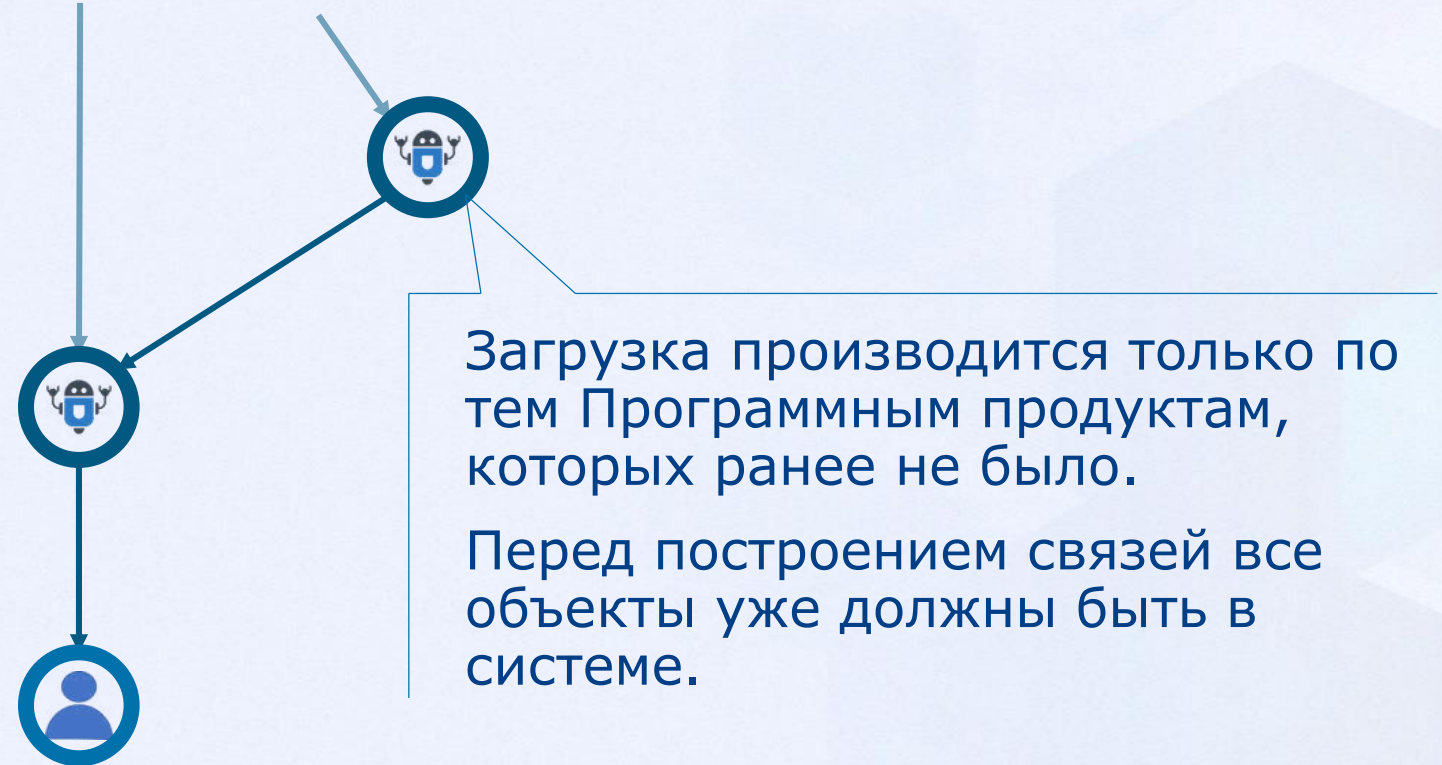 Загрузка производится только по
тем Программным продуктам,
которых ранее не было.
Перед построением связей все
объекты уже должны быть в
системе.